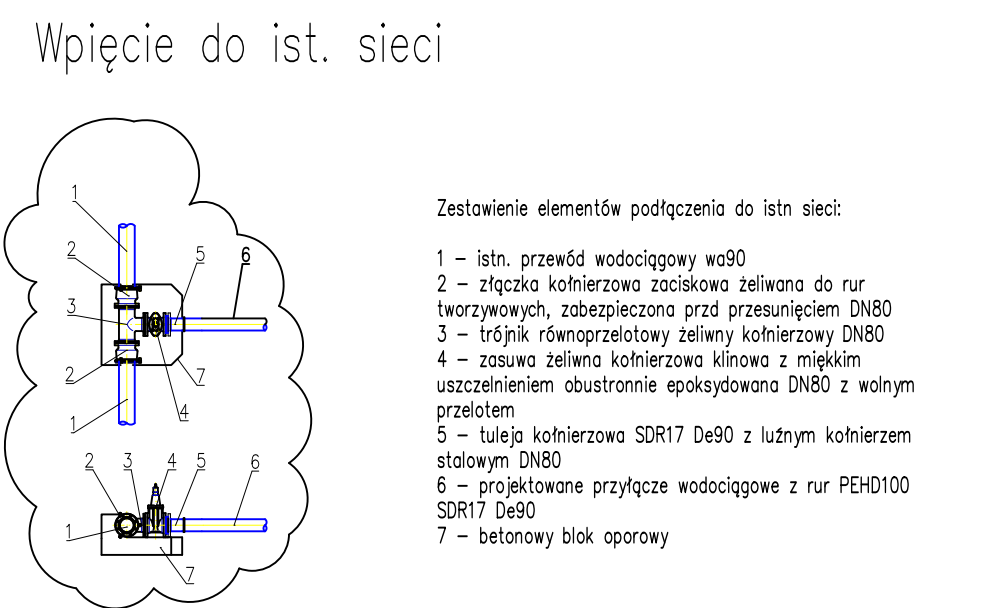 Wpięcie do ist. sieci
1
2
3
2
1
5
6
7
4
Zestawienie elementów podłączenia do istn sieci:
1 – istn. przewód wodociągowy wa90
2 – złączka kołnierzowa zaciskowa żeliwana do rur
tworzywowych, zabezpieczona przd przesunięciem DN80
3 – trójnik równoprzelotowy żeliwny kołnierzowy DN80
4 – zasuwa żeliwna kołnierzowa klinowa z miękkim
uszczelnieniem obustronnie epoksydowana DN80 z wolnym
przelotem
5 – tuleja kołnierzowa SDR17 De90 z luźnym kołnierzem
stalowym DN80
6 – projektowane przyłącze wodociągowe z rur PEHD100
SDR17 De90
7 – betonowy blok oporowy
2 3 4 5 6
1
7